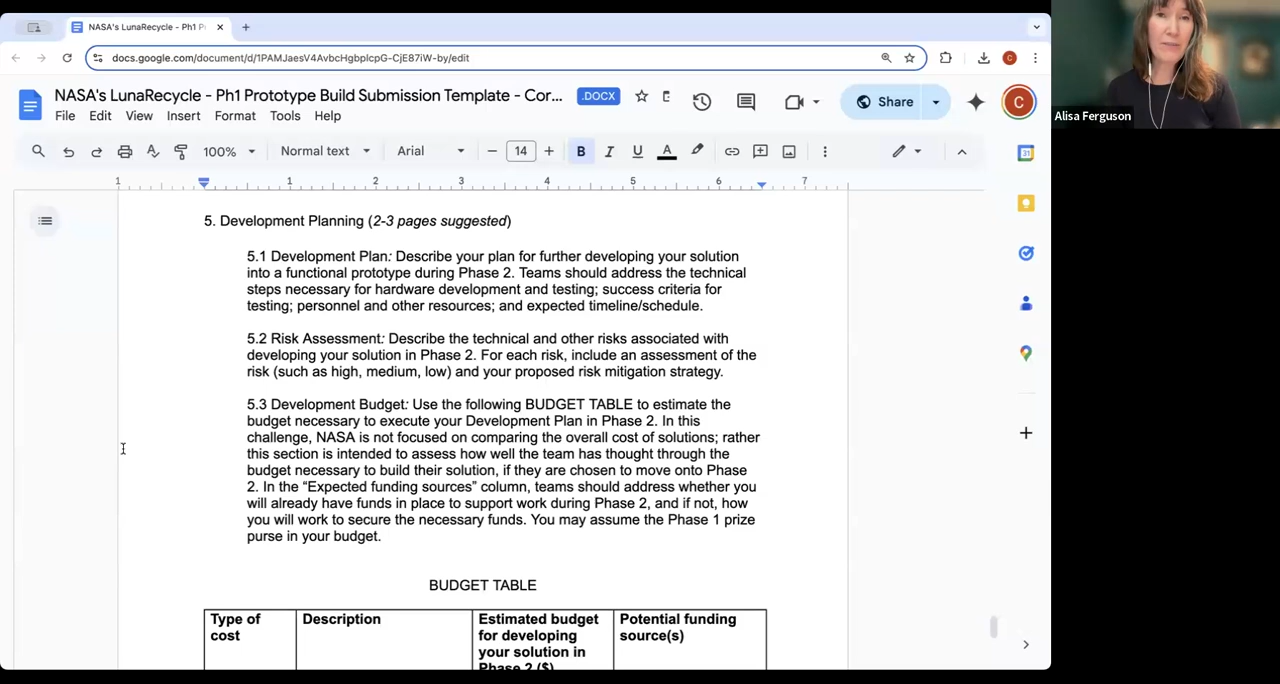 NASA's LunaRecycle - Ph1 P
docs.google.com/document/d/1PAMJaesV4AvbcHgbplcpG-CjE87iW-by/edit
C
NASA's LunaRecycle - Ph1 Prototype Build Submission Template - Cor... .DOCX
Share
C
File Edit View Insert Format Tools Help
100% Normal text Arial 14 B I U A
1 1 2 3 4 5 6 7
Alisa Ferguson
31
5. Development Planning (2-3 pages suggested)
5.1 Development Plan: Describe your plan for further developing your solution
into a functional prototype during Phase 2. Teams should address the technical
steps necessary for hardware development and testing; success criteria for
testing; personnel and other resources; and expected timeline/schedule.
5.2 Risk Assessment: Describe the technical and other risks associated with
developing your solution in Phase 2. For each risk, include an assessment of the
risk (such as high, medium, low) and your proposed risk mitigation strategy.
5.3 Development Budget: Use the following BUDGET TABLE to estimate the
budget necessary to execute your Development Plan in Phase 2. In this
challenge, NASA is not focused on comparing the overall cost of solutions; rather
this section is intended to assess how well the team has thought through the
budget necessary to build their solution, if they are chosen to move onto Phase
2. In the “Expected funding sources” column, teams should address whether you
will already have funds in place to support work during Phase 2, and if not, how
you will work to secure the necessary funds. You may assume the Phase 1 prize
purse in your budget.
BUDGET TABLE
Type of
cost
Description
Estimated budget
for developing
your solution in
Phase 2 ($)
Potential funding
source(s)